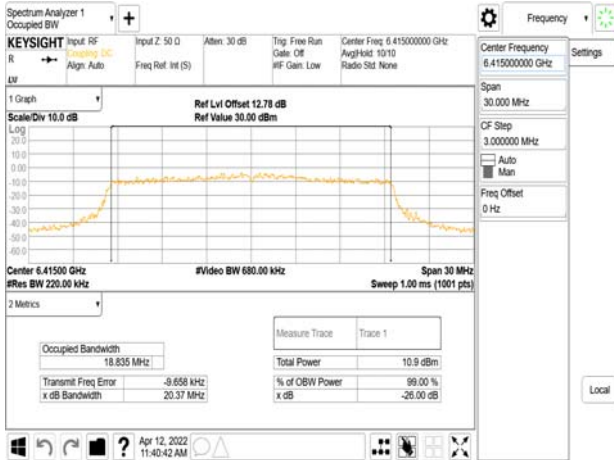 Spectrum Analyzer 1
Occupied BW
Frequency
KEYSIGHT
Input: RF
Coupling: DC
Align: Auto
Input Z: 50 Ω
Freq Ref: Int (S)
Atten: 30 dB
Trig: Free Run
Gate: Off
#IF Gain: Low
Center Freq: 6.415000000 GHz
Avg|Hold: 10/10
Radio Std: None
R
Center Frequency
6.415000000 GHz
Settings
Span
30.000 MHz
CF Step
3.000000 MHz
Auto
Man
Freq Offset
0 Hz
Local
1 Graph
Scale/Div 10.0 dB
Ref Lvl Offset 12.78 dB
Ref Value 30.00 dBm
Log
20.0
10.0
0.00
-10.0
-20.0
-30.0
-40.0
-50.0
-60.0
Center 6.41500 GHz
#Video BW 680.00 kHz
Span 30 MHz
#Res BW 220.00 kHz
Sweep 1.00 ms (1001 pts)
2 Metrics
Measure Trace
Trace 1
Occupied Bandwidth
18.835 MHz
Total Power
10.9 dBm
Transmit Freq Error
-9.658 kHz
% of OBW Power
99.00 %
x dB Bandwidth
20.37 MHz
x dB
-26.00 dB
Apr 12, 2022
11:40:42 AM